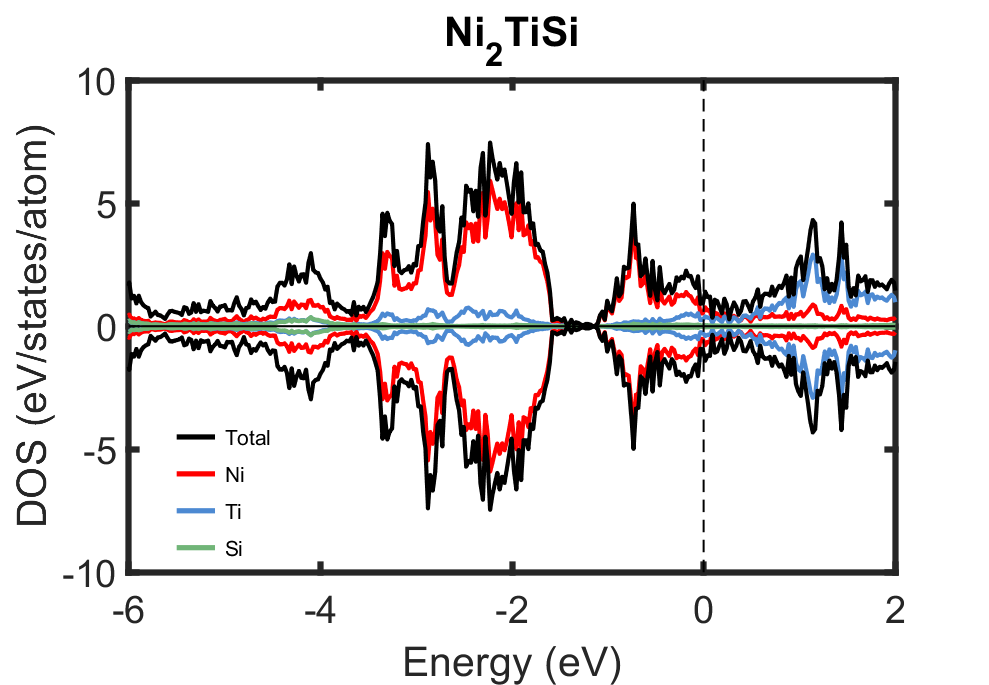 Ni2TiSi
DOS (eV/states/atom)
10
5
0
-5
-10
Total
Ni
Ti
Si
-6 -4 -2 0 2
Energy (eV)